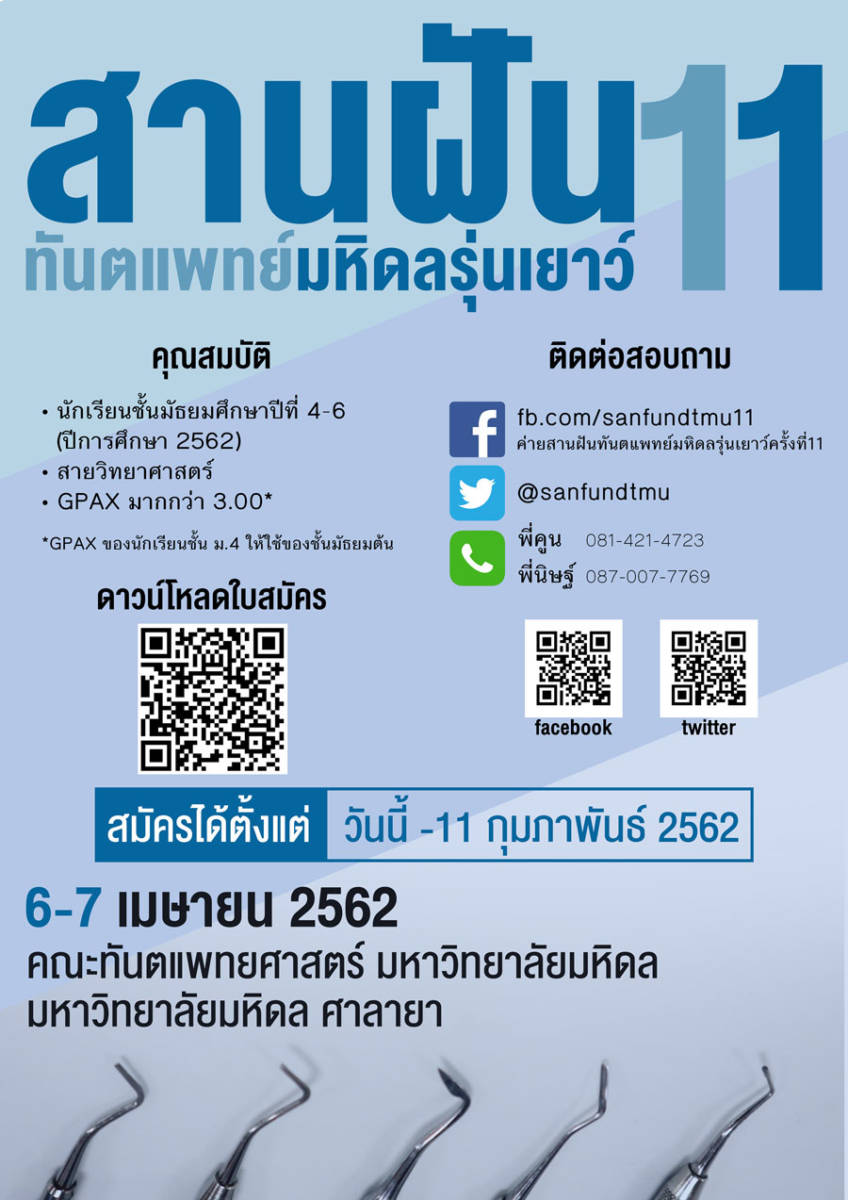 สานฝัน 11
ทันตแพทย์มหิดลรุ่นเยาว์
คุณสมบัติ
• นักเรียนชั้นมัธยมศึกษาปีที่ 4-6
(ปีการศึกษา 2562)
• สายวิทยาศาสตร์
• GPAX มากกว่า 3.00*
*GPAX ของนักเรียนชั้น ม.4 ให้ใช้ของชั้นมัธยมต้น
ดาวน์โหลดใบสมัคร
ติดต่อสอบถาม
fb.com/sanfundtmu11
ค่ายสานฝันทันตแพทย์มหิดลรุ่นเยาว์ครั้งที่11
@sanfundtmu
พี่คูน 081-421-4723
พี่นิษฐ์ 087-007-7769
facebook twitter
สมัครได้ตั้งแต่ วันนี้ -11 กุมภาพันธ์ 2562
6-7 เมษายน 2562
คณะทันตแพทยศาสตร์ มหาวิทยาลัยมหิดล
มหาวิทยาลัยมหิดล ศาลายา